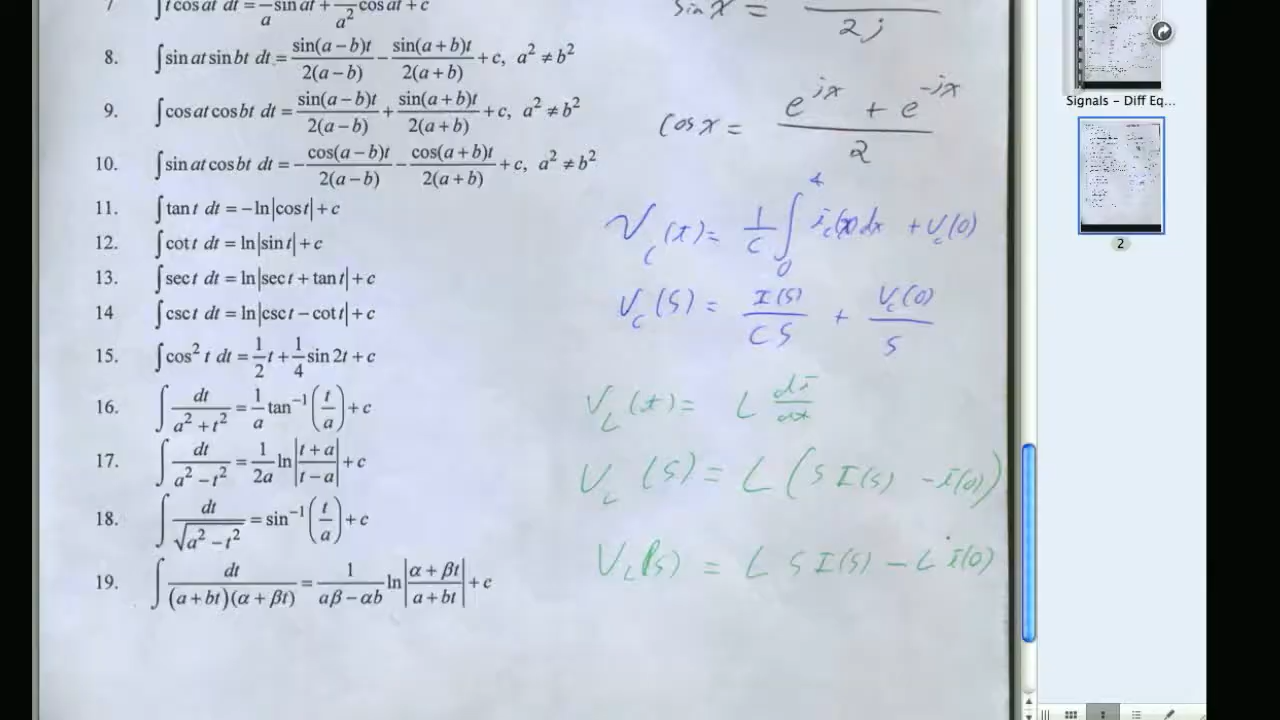 7 ∫t cos at dt = t/a sin at + 1/a² cos at + c
8. ∫sin at sin bt dt = sin(a − b)t / 2(a − b) − sin(a + b)t / 2(a + b) + c, a² ≠ b²
9. ∫cos at cos bt dt = sin(a − b)t / 2(a − b) + sin(a + b)t / 2(a + b) + c, a² ≠ b²
10. ∫sin at cos bt dt = − cos(a − b)t / 2(a − b) − cos(a + b)t / 2(a + b) + c, a² ≠ b²
11. ∫tan t dt = −ln|cos t| + c
12. ∫cot t dt = ln|sin t| + c
13. ∫sec t dt = ln|sec t + tan t| + c
14 ∫csc t dt = ln|csc t − cot t| + c
15. ∫cos² t dt = 1/2 t + 1/4 sin 2t + c
16. ∫ dt / a² + t² = 1/a tan⁻¹(t/a) + c
17. ∫ dt / a² − t² = 1/2a ln|t + a / t − a| + c
18. ∫ dt / √a² − t² = sin⁻¹(t/a) + c
19. ∫ dt / (a + bt)(α + βt) = 1 / aβ − αb ln|α + βt / a + bt| + c
sin x = / 2j
cos x = e^jx + e^-jx / 2
V_c(t) = 1/C ∫₀^t i_c(x)dx + V_c(0)
V_c(s) = I(s) / CS + V_c(0) / S
V_L(t) = L di/dt
V_L(s) = L (s I(s) − i(0))
V_L(s) = L s I(s) − L i(0)
Signals - Diff Eq...
2